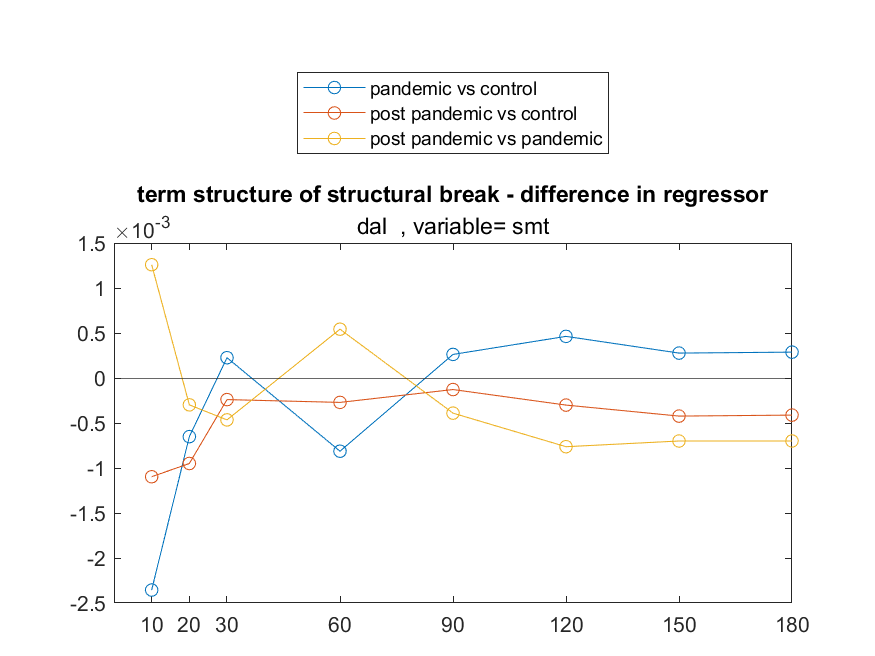 pandemic vs control
post pandemic vs control
post pandemic vs pandemic
term structure of structural break - difference in regressor
dal  , variable= smt
×10-3
1.5
1
0.5
0
-0.5
-1
-1.5
-2
-2.5
10 20 30 60 90 120 150 180